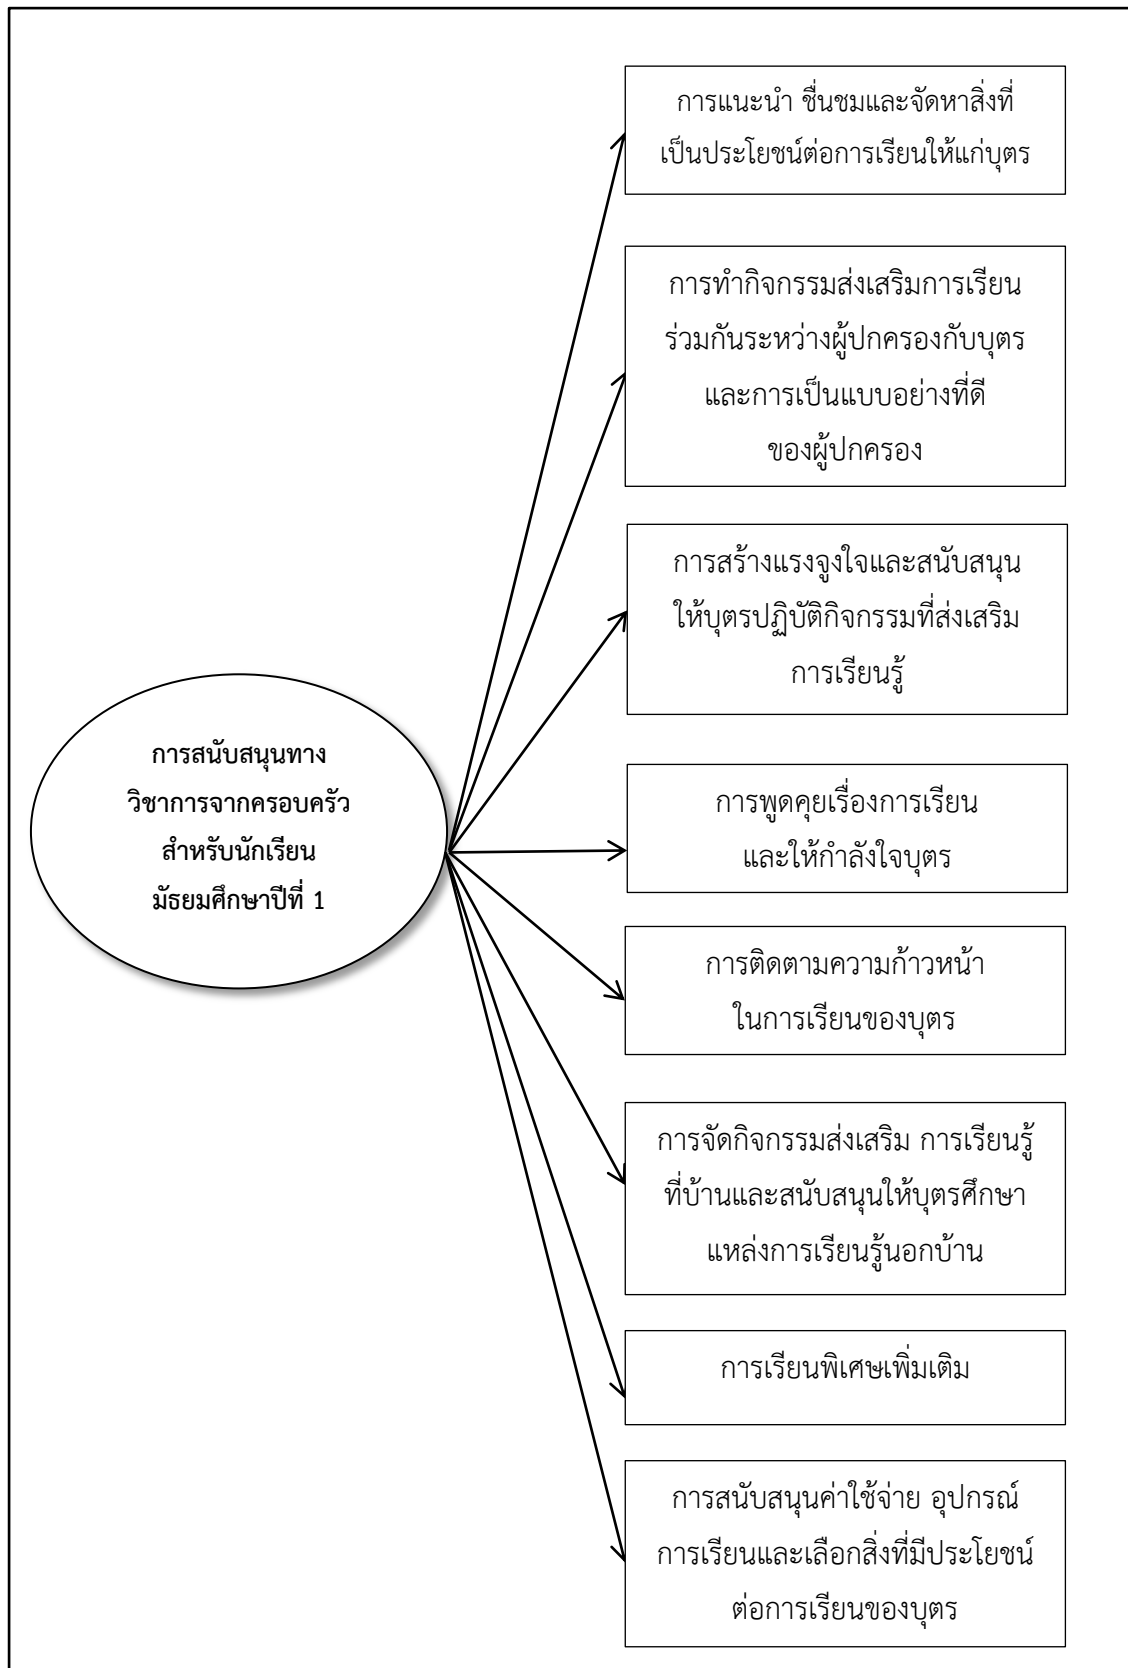 การแนะนำ ชื่นชมและจัดหาสิ่งที่
เป็นประโยชน์ต่อการเรียนให้แก่บุตร
การทำกิจกรรมส่งเสริมการเรียน
ร่วมกันระหว่างผู้ปกครองกับบุตร
และการเป็นแบบอย่างที่ดี
ของผู้ปกครอง
การสร้างแรงจูงใจและสนับสนุน
ให้บุตรปฏิบัติกิจกรรมที่ส่งเสริม
การเรียนรู้
การสนับสนุนทาง
วิชาการจากครอบครัว
สำหรับนักเรียน
มัธยมศึกษาปีที่ 1
การพูดคุยเรื่องการเรียน
และให้กำลังใจบุตร
การติดตามความก้าวหน้า
ในการเรียนของบุตร
การจัดกิจกรรมส่งเสริม การเรียนรู้
ที่บ้านและสนับสนุนให้บุตรศึกษา
แหล่งการเรียนรู้นอกบ้าน
การเรียนพิเศษเพิ่มเติม
การสนับสนุนค่าใช้จ่าย อุปกรณ์
การเรียนและเลือกสิ่งที่มีประโยชน์
ต่อการเรียนของบุตร